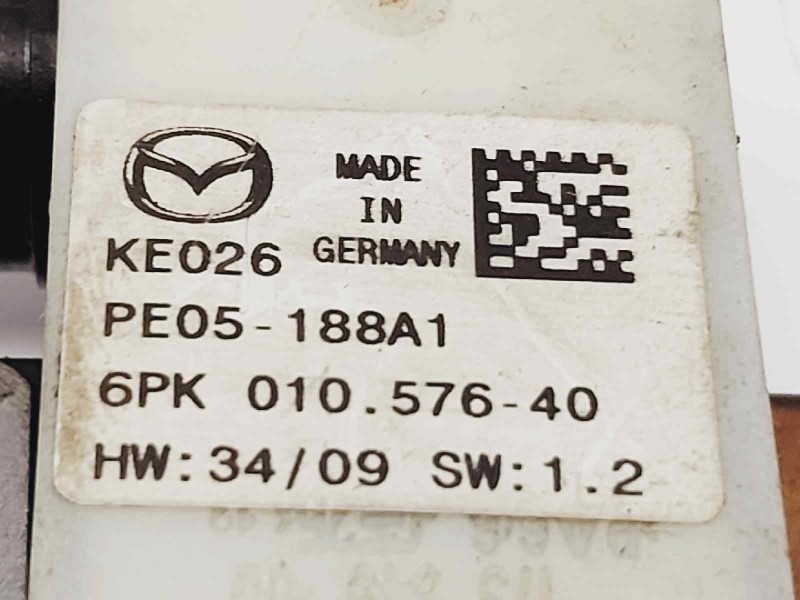 MADE
IN
GERMANY
KE026
PE05-188A1
6PK 010.576-40
HW:34/09 SW:1.2